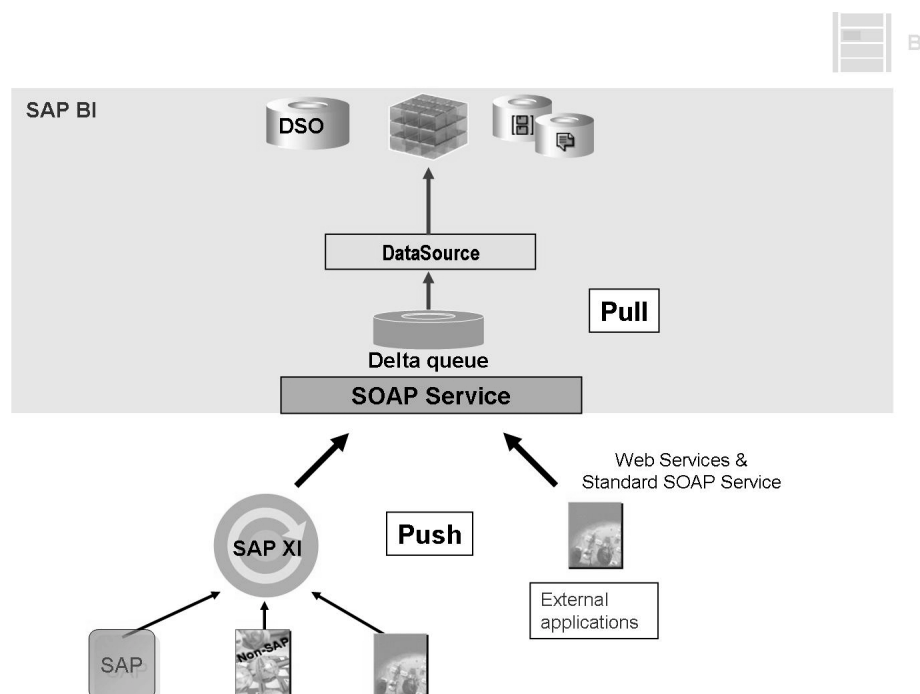 B
SAP BI
DSO
DataSource
Pull
Delta queue
SOAP Service
Web Services &
Standard SOAP Service
Push
SAP XI
External
applications
Non-SAP
SAP